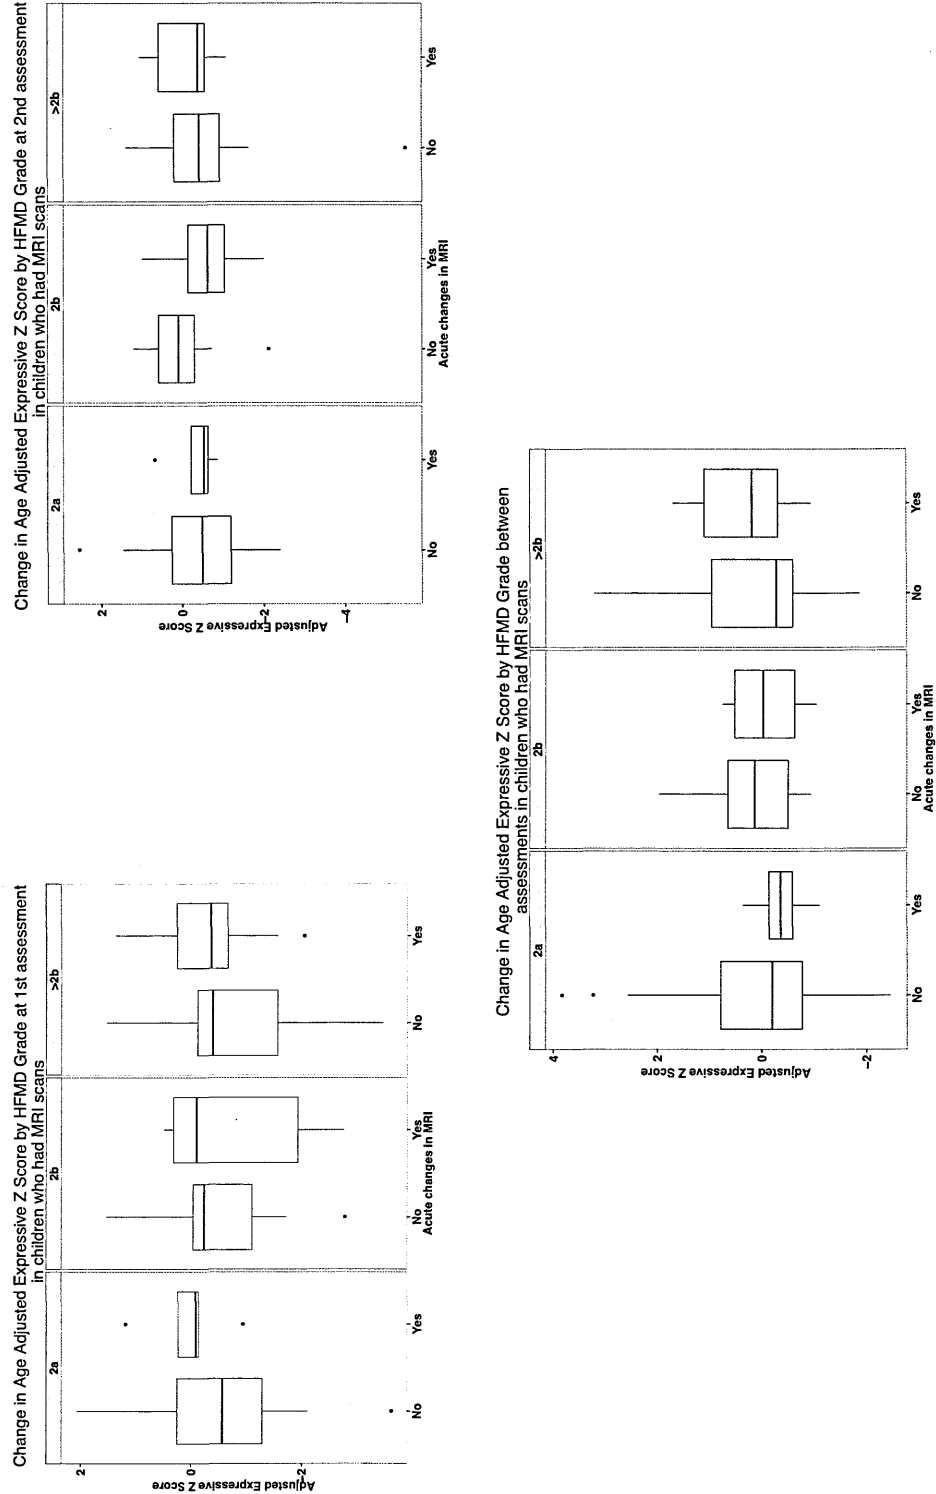 Change in Age Adjusted Expressive Z Score by HFMD Grade at 1st assessment
in children who had MRI scans
2a
2b
>2b
Adjusted Expressive Z Score
2
0
−2
No
Yes
No
Yes
No
Yes
Acute changes in MRI
Change in Age Adjusted Expressive Z Score by HFMD Grade at 2nd assessment
in children who had MRI scans
2a
2b
>2b
Adjusted Expressive Z Score
2
0
−2
−4
No
Yes
No
Yes
No
Yes
Acute changes in MRI
Change in Age Adjusted Expressive Z Score by HFMD Grade between
assessments in children who had MRI scans
2a
2b
>2b
Adjusted Expressive Z Score
4
2
0
−2
No
Yes
No
Yes
No
Yes
Acute changes in MRI